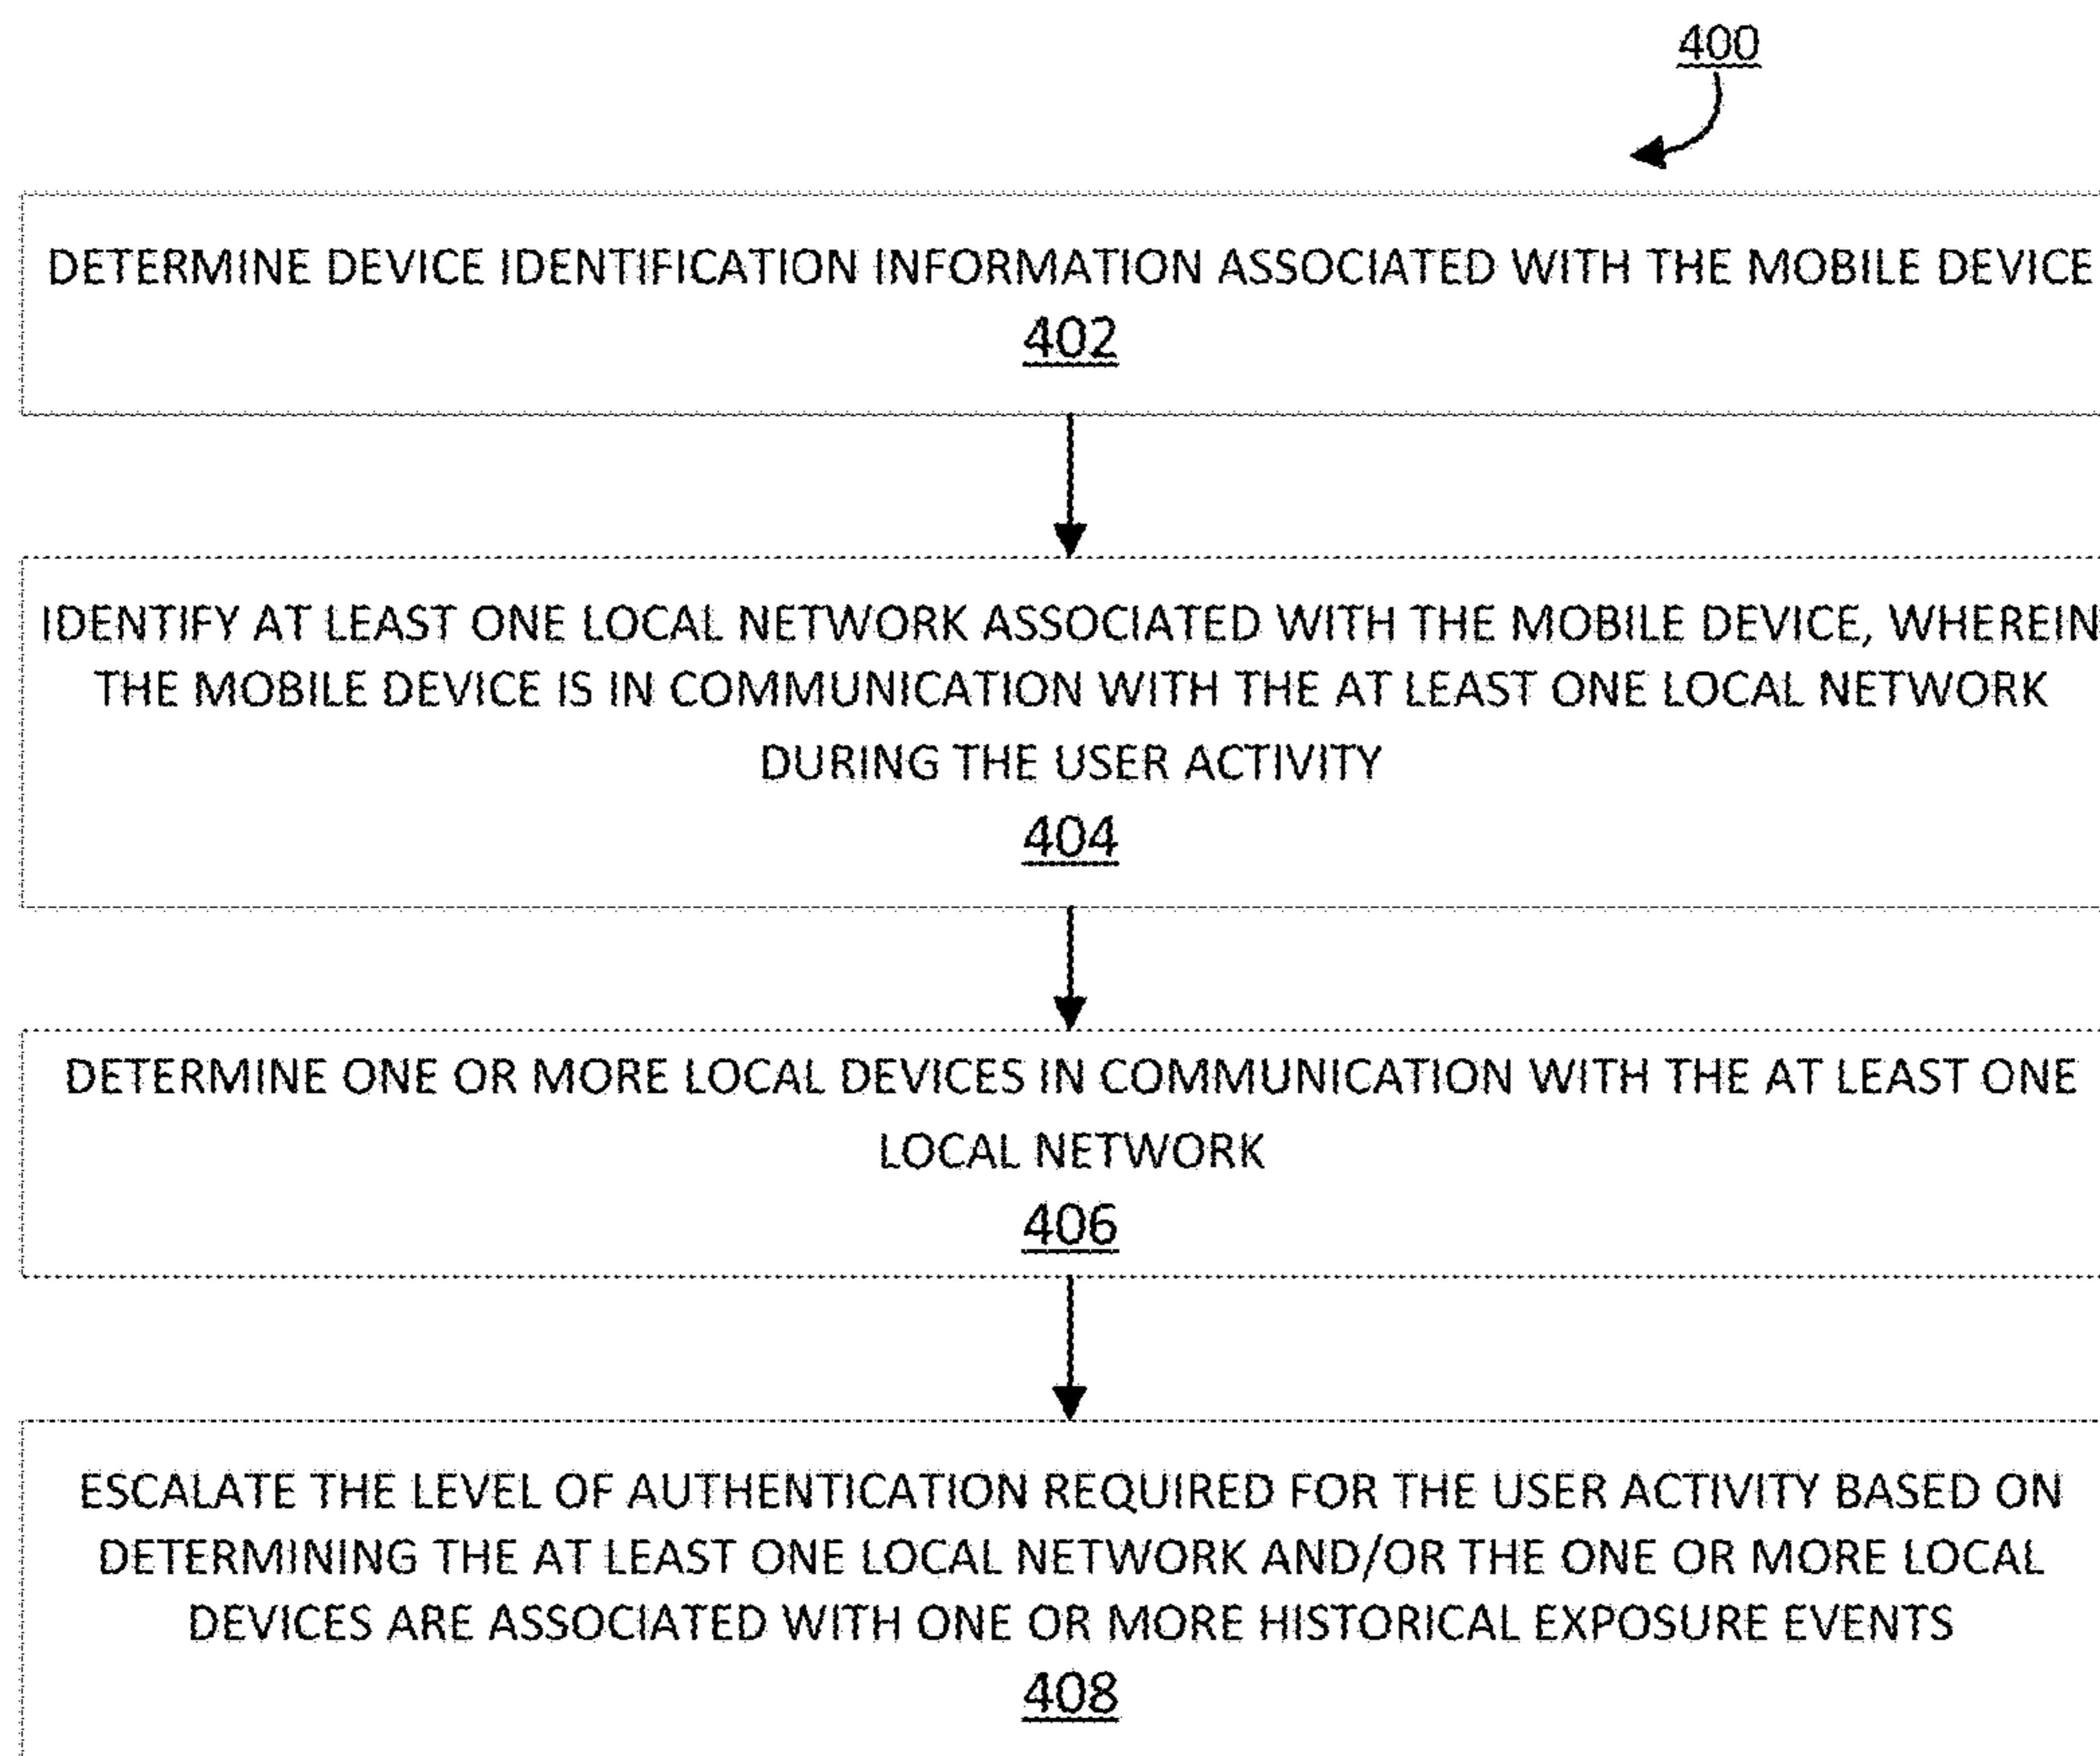 400
DETERMINE DEVICE IDENTIFICATION INFORMATION ASSOCIATED WITH THE MOBILE DEVICE
402
IDENTIFY AT LEAST ONE LOCAL NETWORK ASSOCIATED WITH THE MOBILE DEVICE, WHEREIN
THE MOBILE DEVICE IS IN COMMUNICATION WITH THE AT LEAST ONE LOCAL NETWORK
DURING THE USER ACTIVITY
404
DETERMINE ONE OR MORE LOCAL DEVICES IN COMMUNICATION WITH THE AT LEAST ONE
LOCAL NETWORK
406
ESCALATE THE LEVEL OF AUTHENTICATION REQUIRED FOR THE USER ACTIVITY BASED ON
DETERMINING THE AT LEAST ONE LOCAL NETWORK AND/OR THE ONE OR MORE LOCAL
DEVICES ARE ASSOCIATED WITH ONE OR MORE HISTORICAL EXPOSURE EVENTS
408